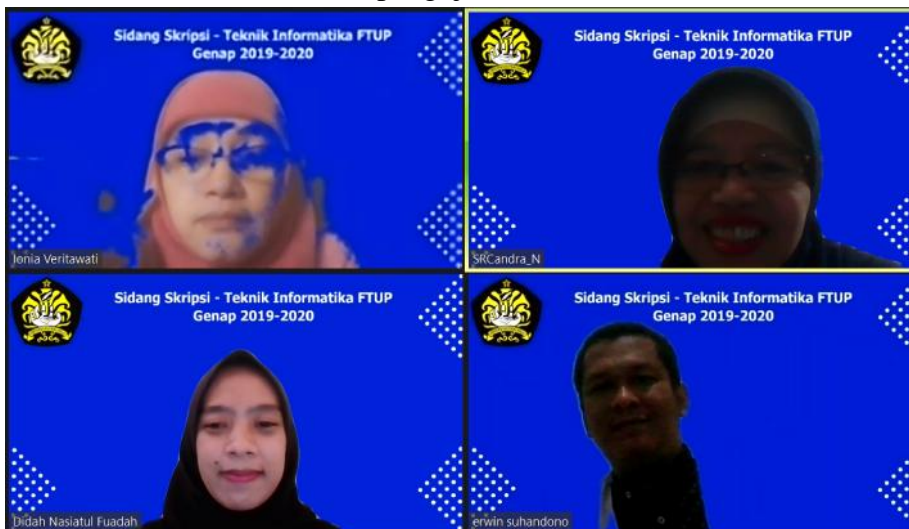 Sidang Skripsi - Teknik Informatika FTUP
Genap 2019-2020
Ionia Veritawati
Sidang Skripsi - Teknik Informatika FTUP
Genap 2019-2020
SRCandra_N
Sidang Skripsi - Teknik Informatika FTUP
Genap 2019-2020
Didah Nasiatul Fuadah
Sidang Skripsi - Teknik Informatika FTUP
Genap 2019-2020
erwin suhandono